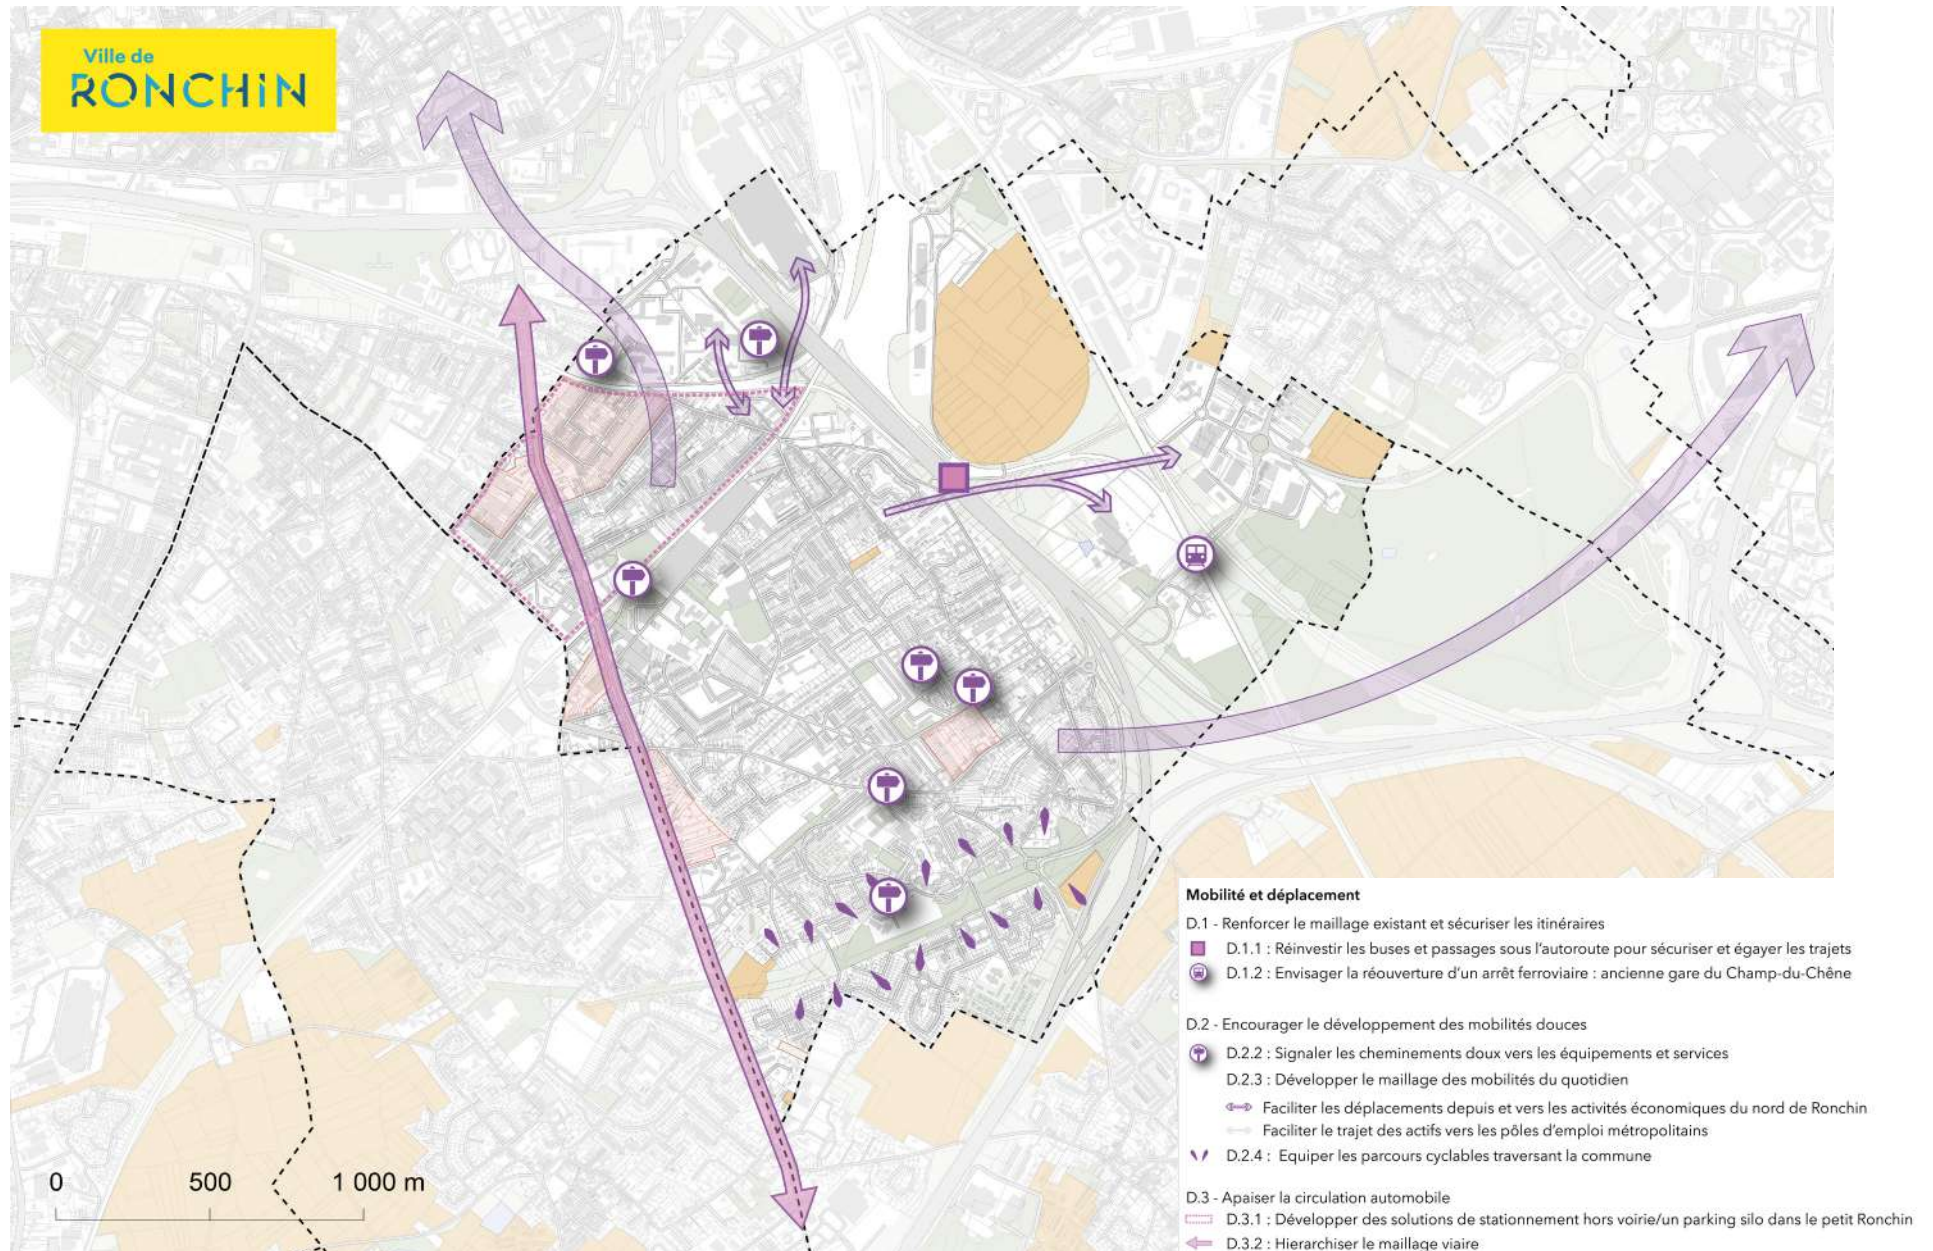 Ville de
RONCHiN
Mobilité et déplacement
D.1 - Renforcer le maillage existant et sécuriser les itinéraires
D.1.1 : Réinvestir les buses et passages sous l'autoroute pour sécuriser et égayer les trajets
D.1.2 : Envisager la réouverture d'un arrêt ferroviaire : ancienne gare du Champ-du-Chêne
D.2 - Encourager le développement des mobilités douces
D.2.2 : Signaler les cheminements doux vers les équipements et services
D.2.3 : Développer le maillage des mobilités du quotidien
Faciliter les déplacements depuis et vers les activités économiques du nord de Ronchin
Faciliter le trajet des actifs vers les pôles d'emploi métropolitains
D.2.4 : Equiper les parcours cyclables traversant la commune
D.3 - Apaiser la circulation automobile
D.3.1 : Développer des solutions de stationnement hors voirie/un parking silo dans le petit Ronchin
D.3.2 : Hierarchiser le maillage viaire
0 500 1 000 m